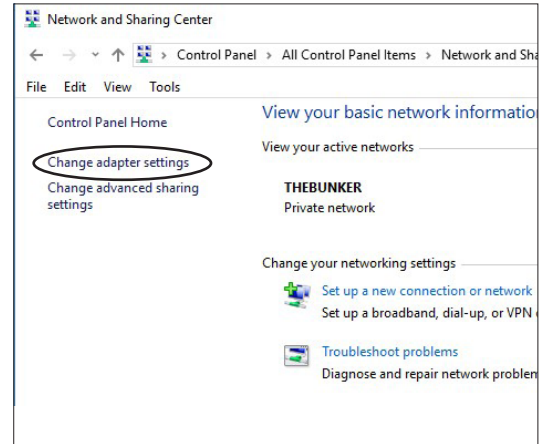 Network and Sharing Center
Control Panel > All Control Panel Items > Network and Sha
File Edit View Tools
Control Panel Home
Change adapter settings
Change advanced sharing
settings
View your basic network informatio
View your active networks
THEBUNKER
Private network
Change your networking settings
Set up a new connection or network
Set up a broadband, dial-up, or VPN
Troubleshoot problems
Diagnose and repair network problem